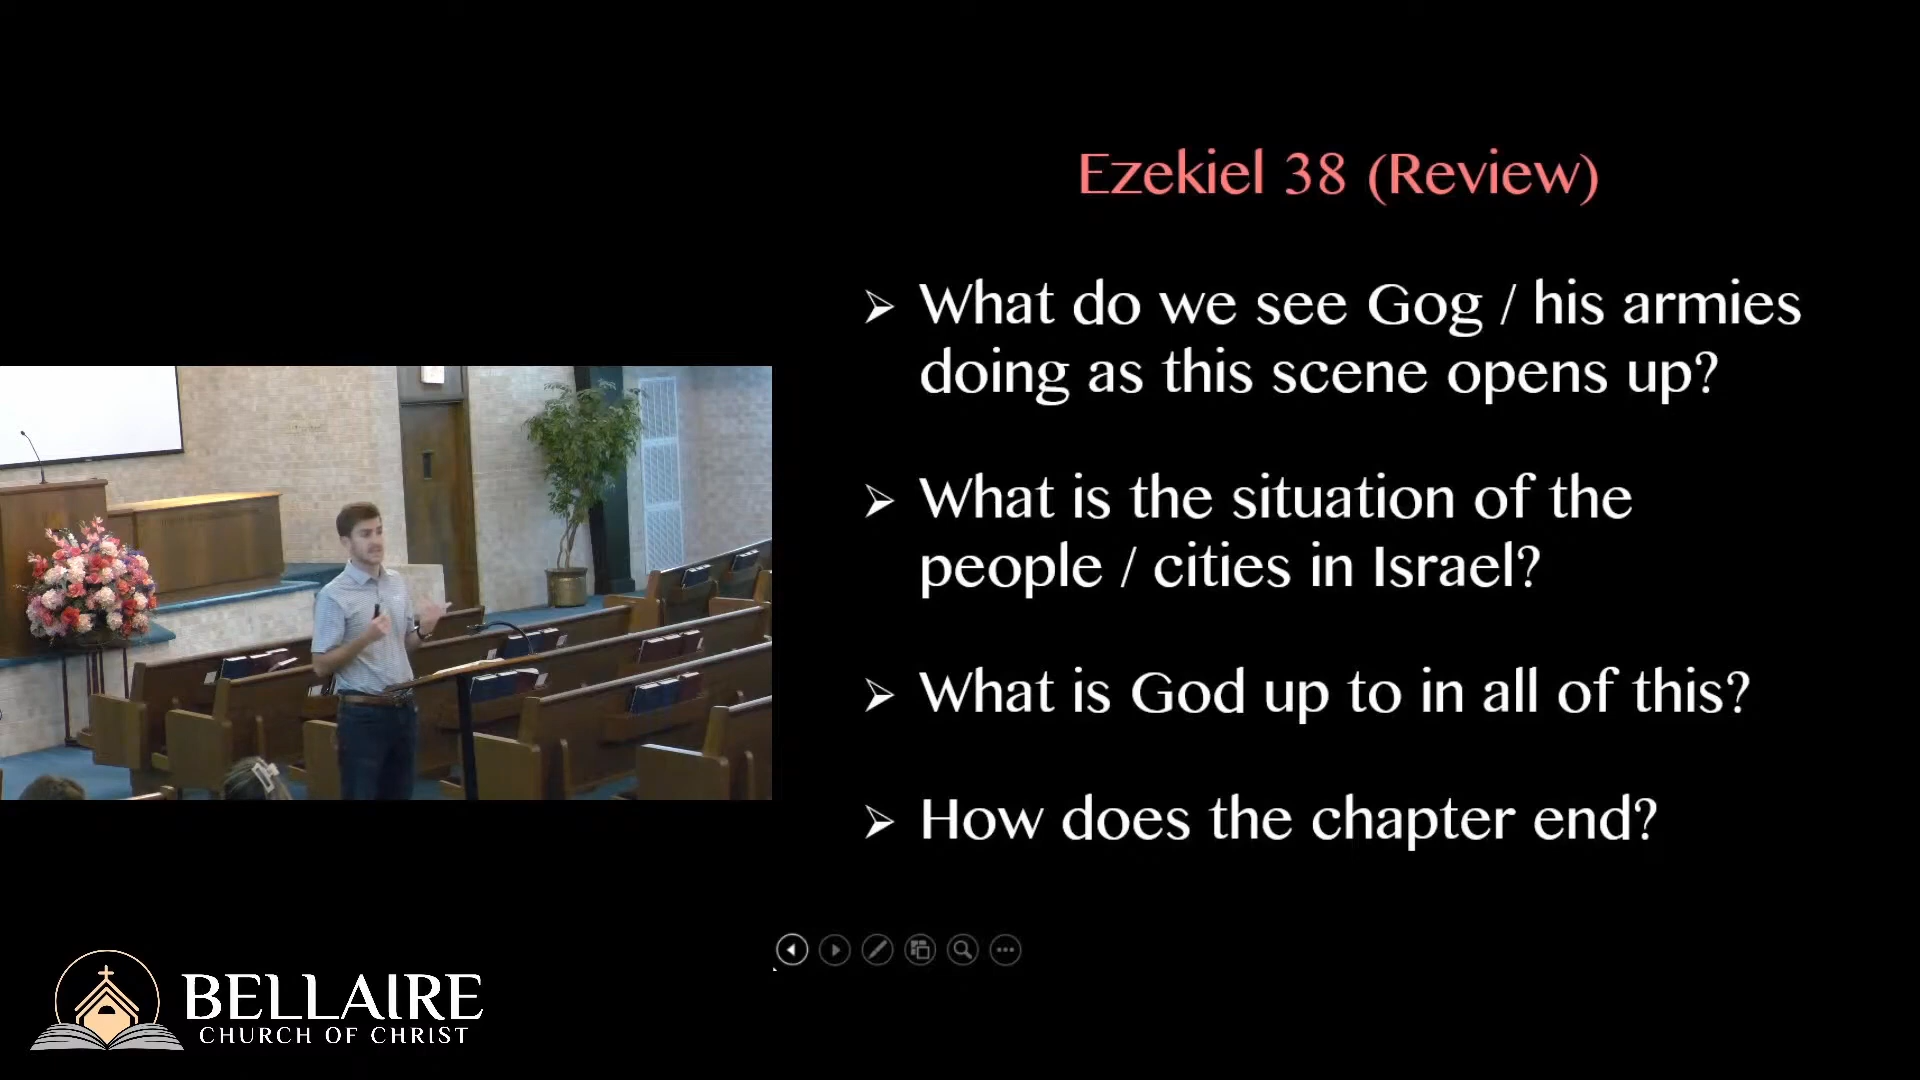 Ezekiel 38 (Review)
➢ What do we see Gog / his armies
doing as this scene opens up?
➢ What is the situation of the
people / cities in Israel?
➢ What is God up to in all of this?
➢ How does the chapter end?
BELLAIRE
CHURCH OF CHRIST